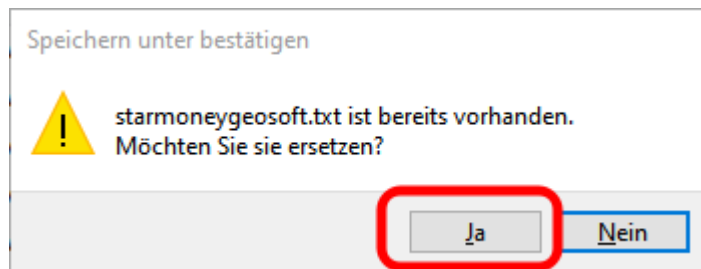 Speichern unter bestätigen
!
starmoneygeosoft.txt ist bereits vorhanden.
Möchten Sie sie ersetzen?
Ja Nein